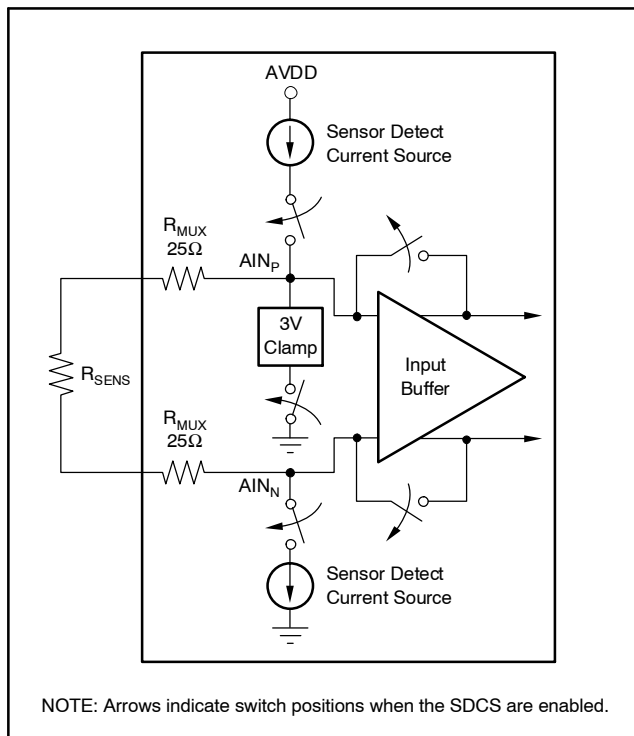 AVDD
Sensor Detect
Current Source
R_MUX
25Ω
AIN_P
3V
Clamp
Input
Buffer
R_SENS
R_MUX
25Ω
AIN_N
Sensor Detect
Current Source
NOTE: Arrows indicate switch positions when the SDCS are enabled.